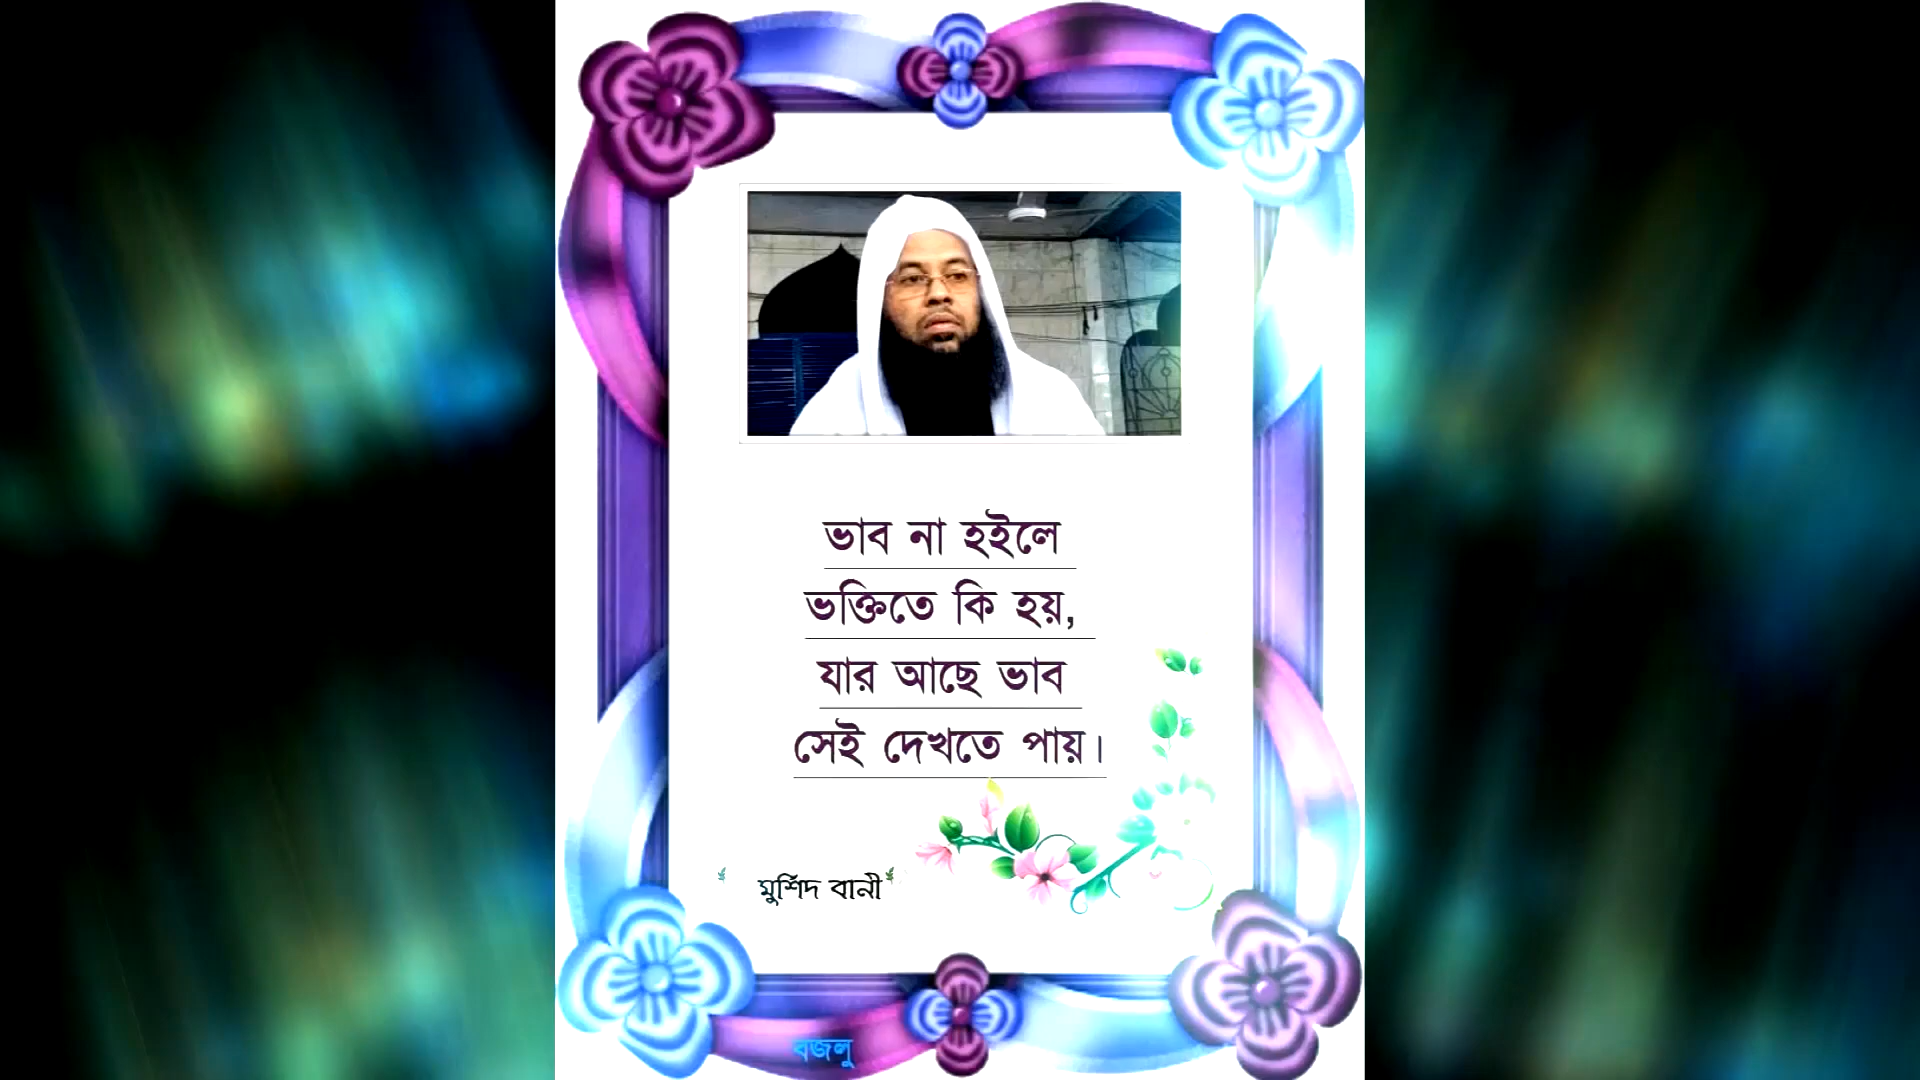 ভাব না হইলে
ভক্তিতে কি হয়,
যার আছে ভাব
সেই দেখতে পায়।
মুর্শিদ বানী
বজলু